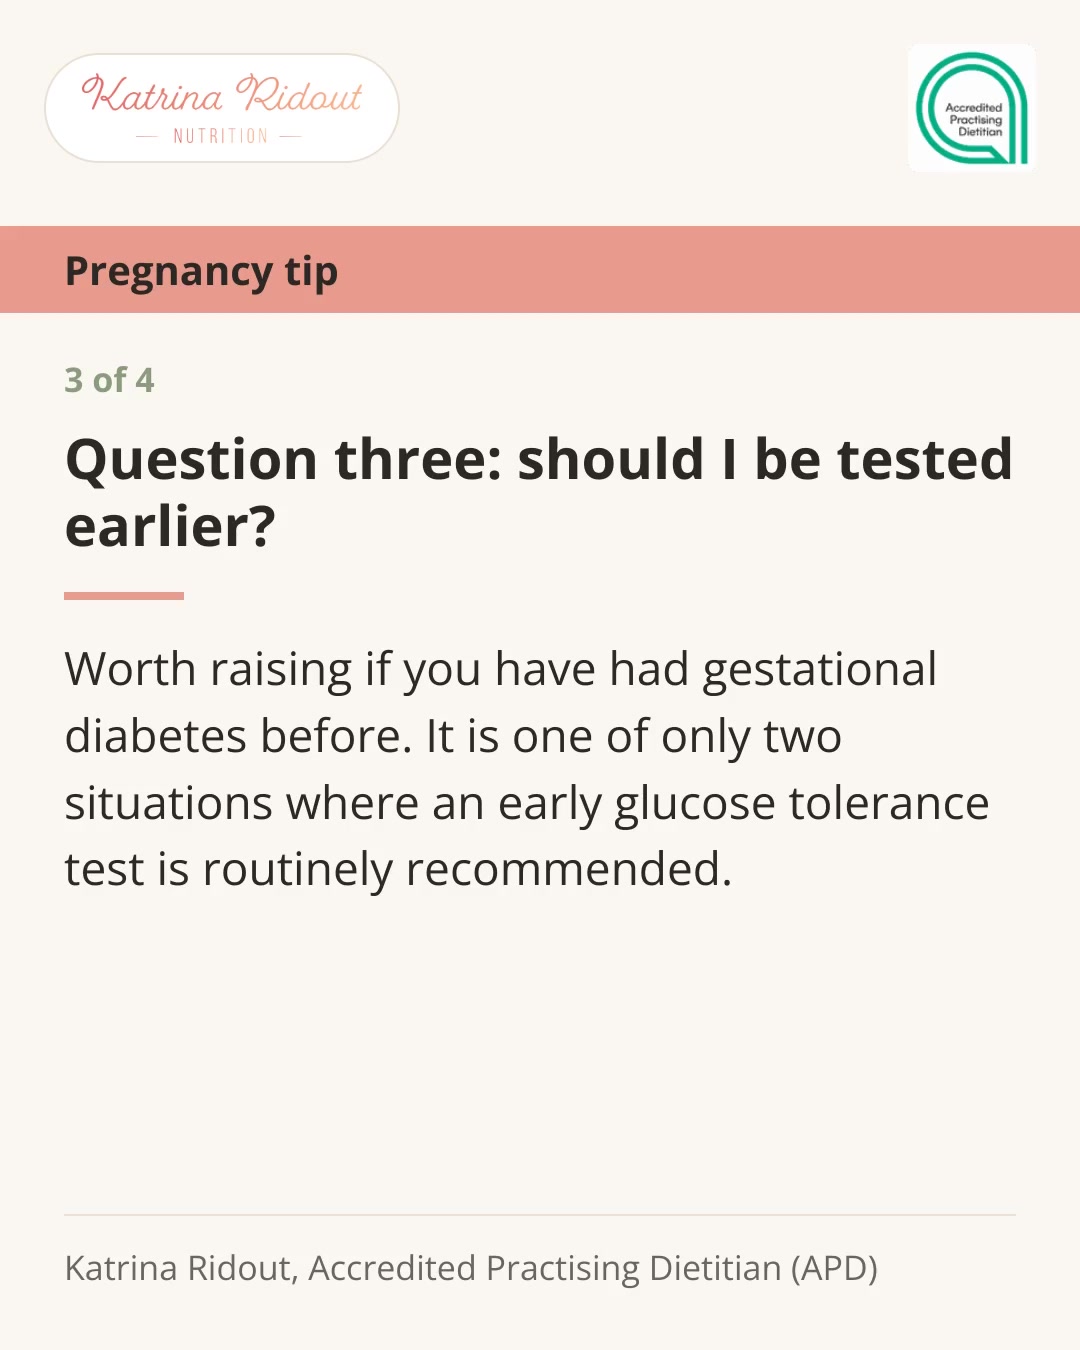 Katrina Ridout
NUTRITION
Accredited
Practising
Dietitian
Pregnancy tip
3 of 4
Question three: should I be tested
earlier?
Worth raising if you have had gestational
diabetes before. It is one of only two
situations where an early glucose tolerance
test is routinely recommended.
Katrina Ridout, Accredited Practising Dietitian (APD)